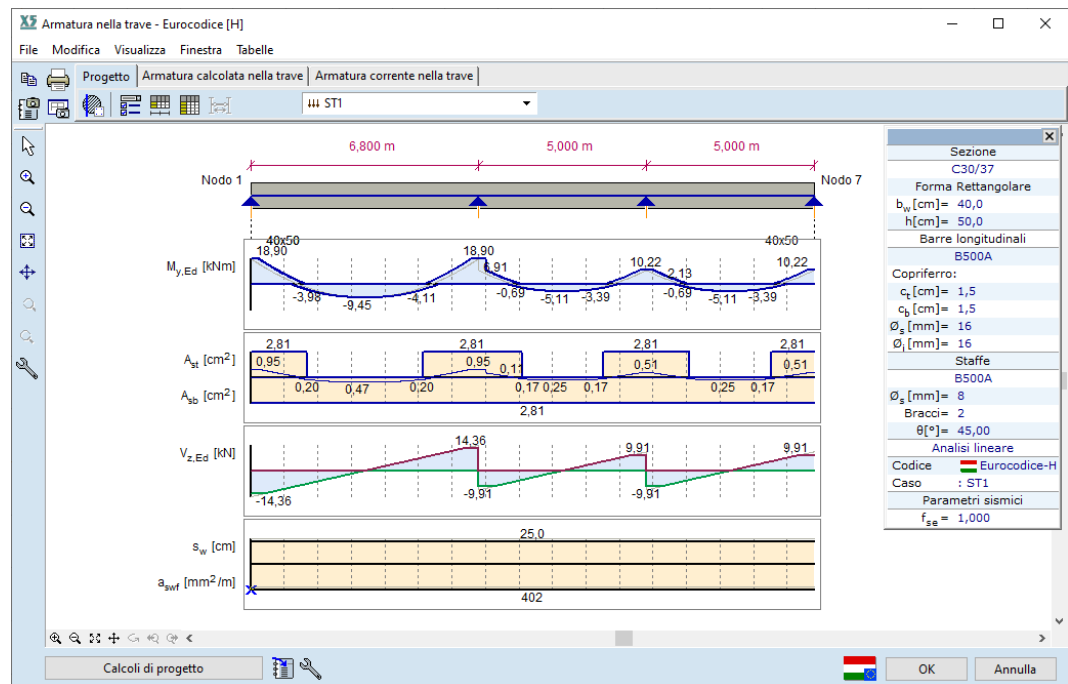 Armatura nella trave - Eurocodice [H]
File Modifica Visualizza Finestra Tabelle
Progetto Armatura calcolata nella trave Armatura corrente nella trave
ST1
6,800 m 5,000 m 5,000 m
Nodo 1 Nodo 7
40x50 40x50
18,90 18,90 6,91 10,22 2,13 10,22
My,Ed [kNm]
-3,98 -9,45 -4,11 -0,69 -5,11 -3,39 -0,69 -5,11 -3,39
2,81 2,81 2,81 2,81
Ast [cm2]
0,95 0,95 0,11 0,51 0,51
0,20 0,47 0,20 0,17 0,25 0,17 0,25 0,17
Asb [cm2]
2,81
14,36 9,91 9,91
Vz,Ed [kN]
-14,36 -9,91 -9,91
25,0
sw [cm]
aswf [mm2/m]
402
Sezione
C30/37
Forma Rettangolare
bw[cm]= 40,0
h[cm]= 50,0
Barre longitudinali
B500A
Copriferro:
ct[cm]= 1,5
cb[cm]= 1,5
Øs[mm]= 16
Øi[mm]= 16
Staffe
B500A
Øs[mm]= 8
Bracci= 2
θ[°]= 45,00
Analisi lineare
Codice Eurocodice-H
Caso : ST1
Parametri sismici
fse= 1,000
Calcoli di progetto OK Annulla